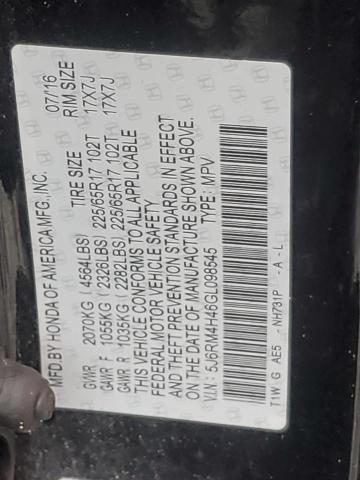 MFD BY HONDA OF AMERICA MFG., INC. 07/16
TIRE SIZE RIM SIZE
GVWR 2070KG (4564LBS)
GAWR F 1055KG (2326LBS) 225/65R17 102T 17X7J
GAWR R 1035KG (2282LBS) 225/65R17 102T 17X7J
THIS VEHICLE CONFORMS TO ALL APPLICABLE
FEDERAL MOTOR VEHICLE SAFETY
AND THEFT PREVENTION STANDARDS IN EFFECT
ON THE DATE OF MANUFACTURE SHOWN ABOVE.
V.I.N: 5J6RM4H46GL098545 TYPE: MPV
T1W G AE5 NH731P -A-L